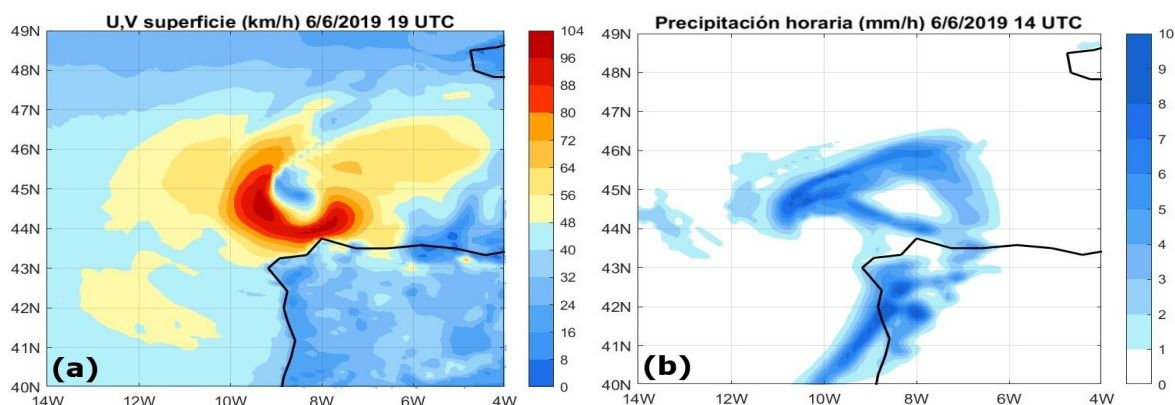 U,V superficie (km/h) 6/6/2019 19 UTC
49N
48N
47N
46N
45N
44N
43N
42N
41N
40N
14W
12W
10W
8W
6W
4W
104
96
88
80
72
64
56
48
40
32
24
16
8
0
(a)
Precipitación horaria (mm/h) 6/6/2019 14 UTC
49N
48N
47N
46N
45N
44N
43N
42N
41N
40N
14W
12W
10W
8W
6W
4W
10
9
8
7
6
5
4
3
2
1
0
(b)